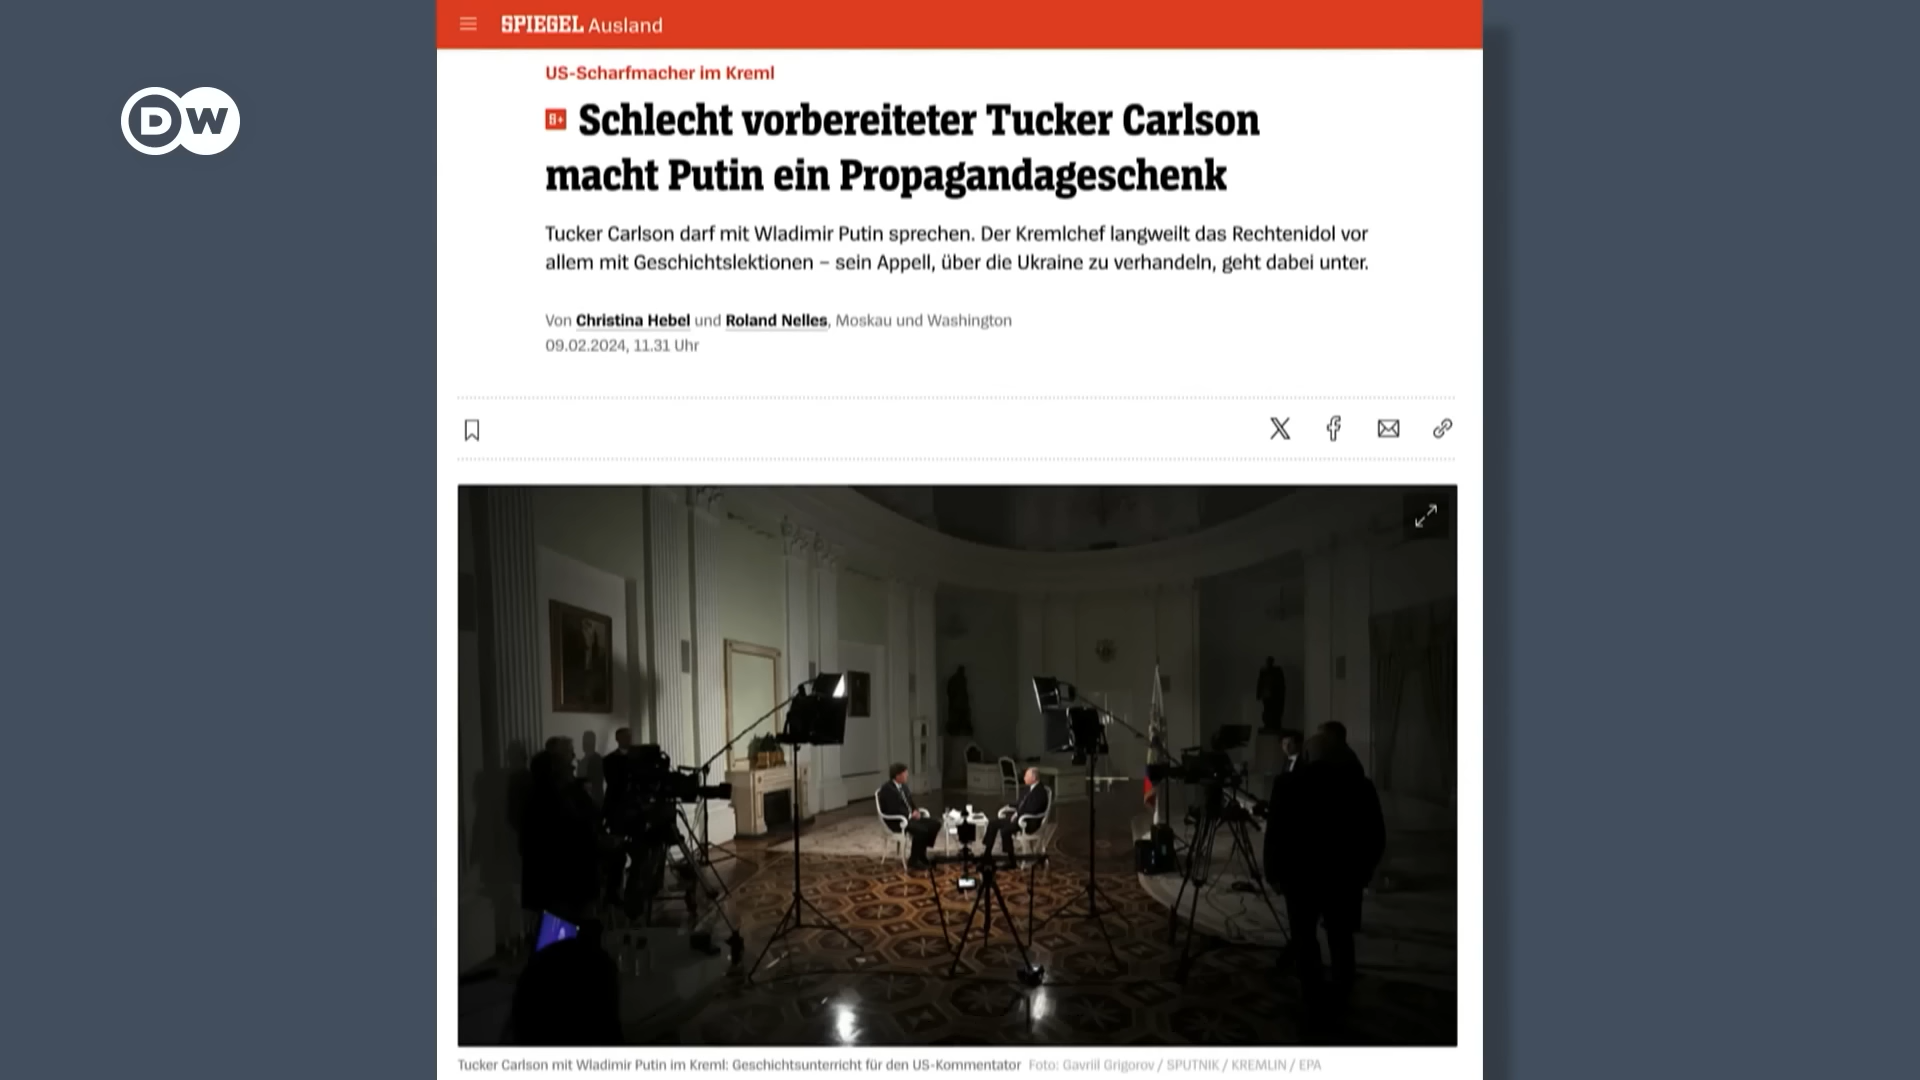 DW
SPIEGEL Ausland
US-Scharfmacher im Kreml
S+ Schlecht vorbereiteter Tucker Carlson
macht Putin ein Propagandageschenk
Tucker Carlson darf mit Wladimir Putin sprechen. Der Kremlchef langweilt das Rechtenidol vor
allem mit Geschichtslektionen – sein Appell, über die Ukraine zu verhandeln, geht dabei unter.
Von Christina Hebel und Roland Nelles, Moskau und Washington
09.02.2024, 11.31 Uhr
Tucker Carlson mit Wladimir Putin im Kreml: Geschichtsunterricht für den US-Kommentator Foto: Gavriil Grigorov / SPUTNIK / KREMLIN / EPA